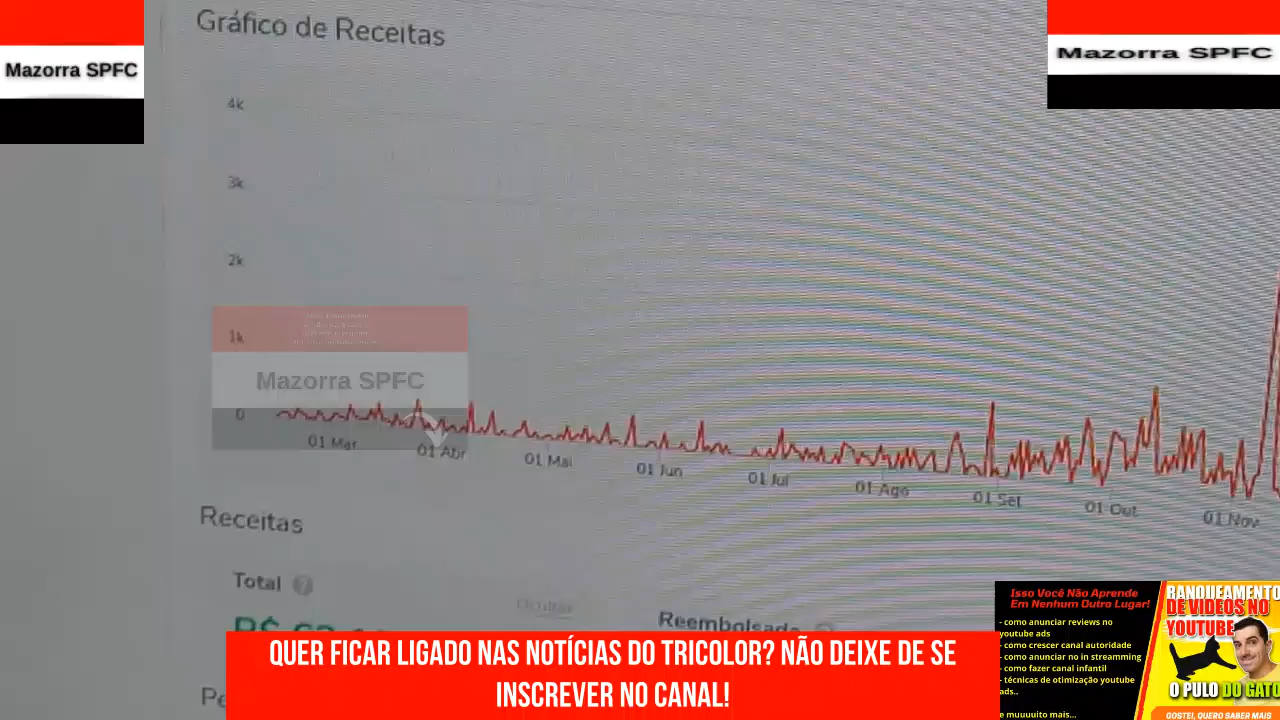 Gráfico de Receitas
Mazorra SPFC
Mazorra SPFC
4k
3k
2k
1k
Mazorra SPFC
0
01 Mar
01 Abr
01 Mai
01 Jun
01 Jul
01 Ago
01 Set
01 Out
01 Nov
Receitas
Total
Ocultar
Reembolsado
R$
QUER FICAR LIGADO NAS NOTÍCIAS DO TRICOLOR? NÃO DEIXE DE SE
INSCREVER NO CANAL!
Isso Você Não Aprende
Em Nenhum Outro Lugar!
- como anunciar reviews no
youtube ads
- como crescer canal autoridade
- como anunciar no in streamming
- como fazer canal infantil
- técnicas de otimização youtube
ads..
e muuuuito mais...
RANQUEAMENTO
DE VÍDEOS NO
YOUTUBE
O PULO DO GATO
GOSTEI, QUERO SABER MAIS